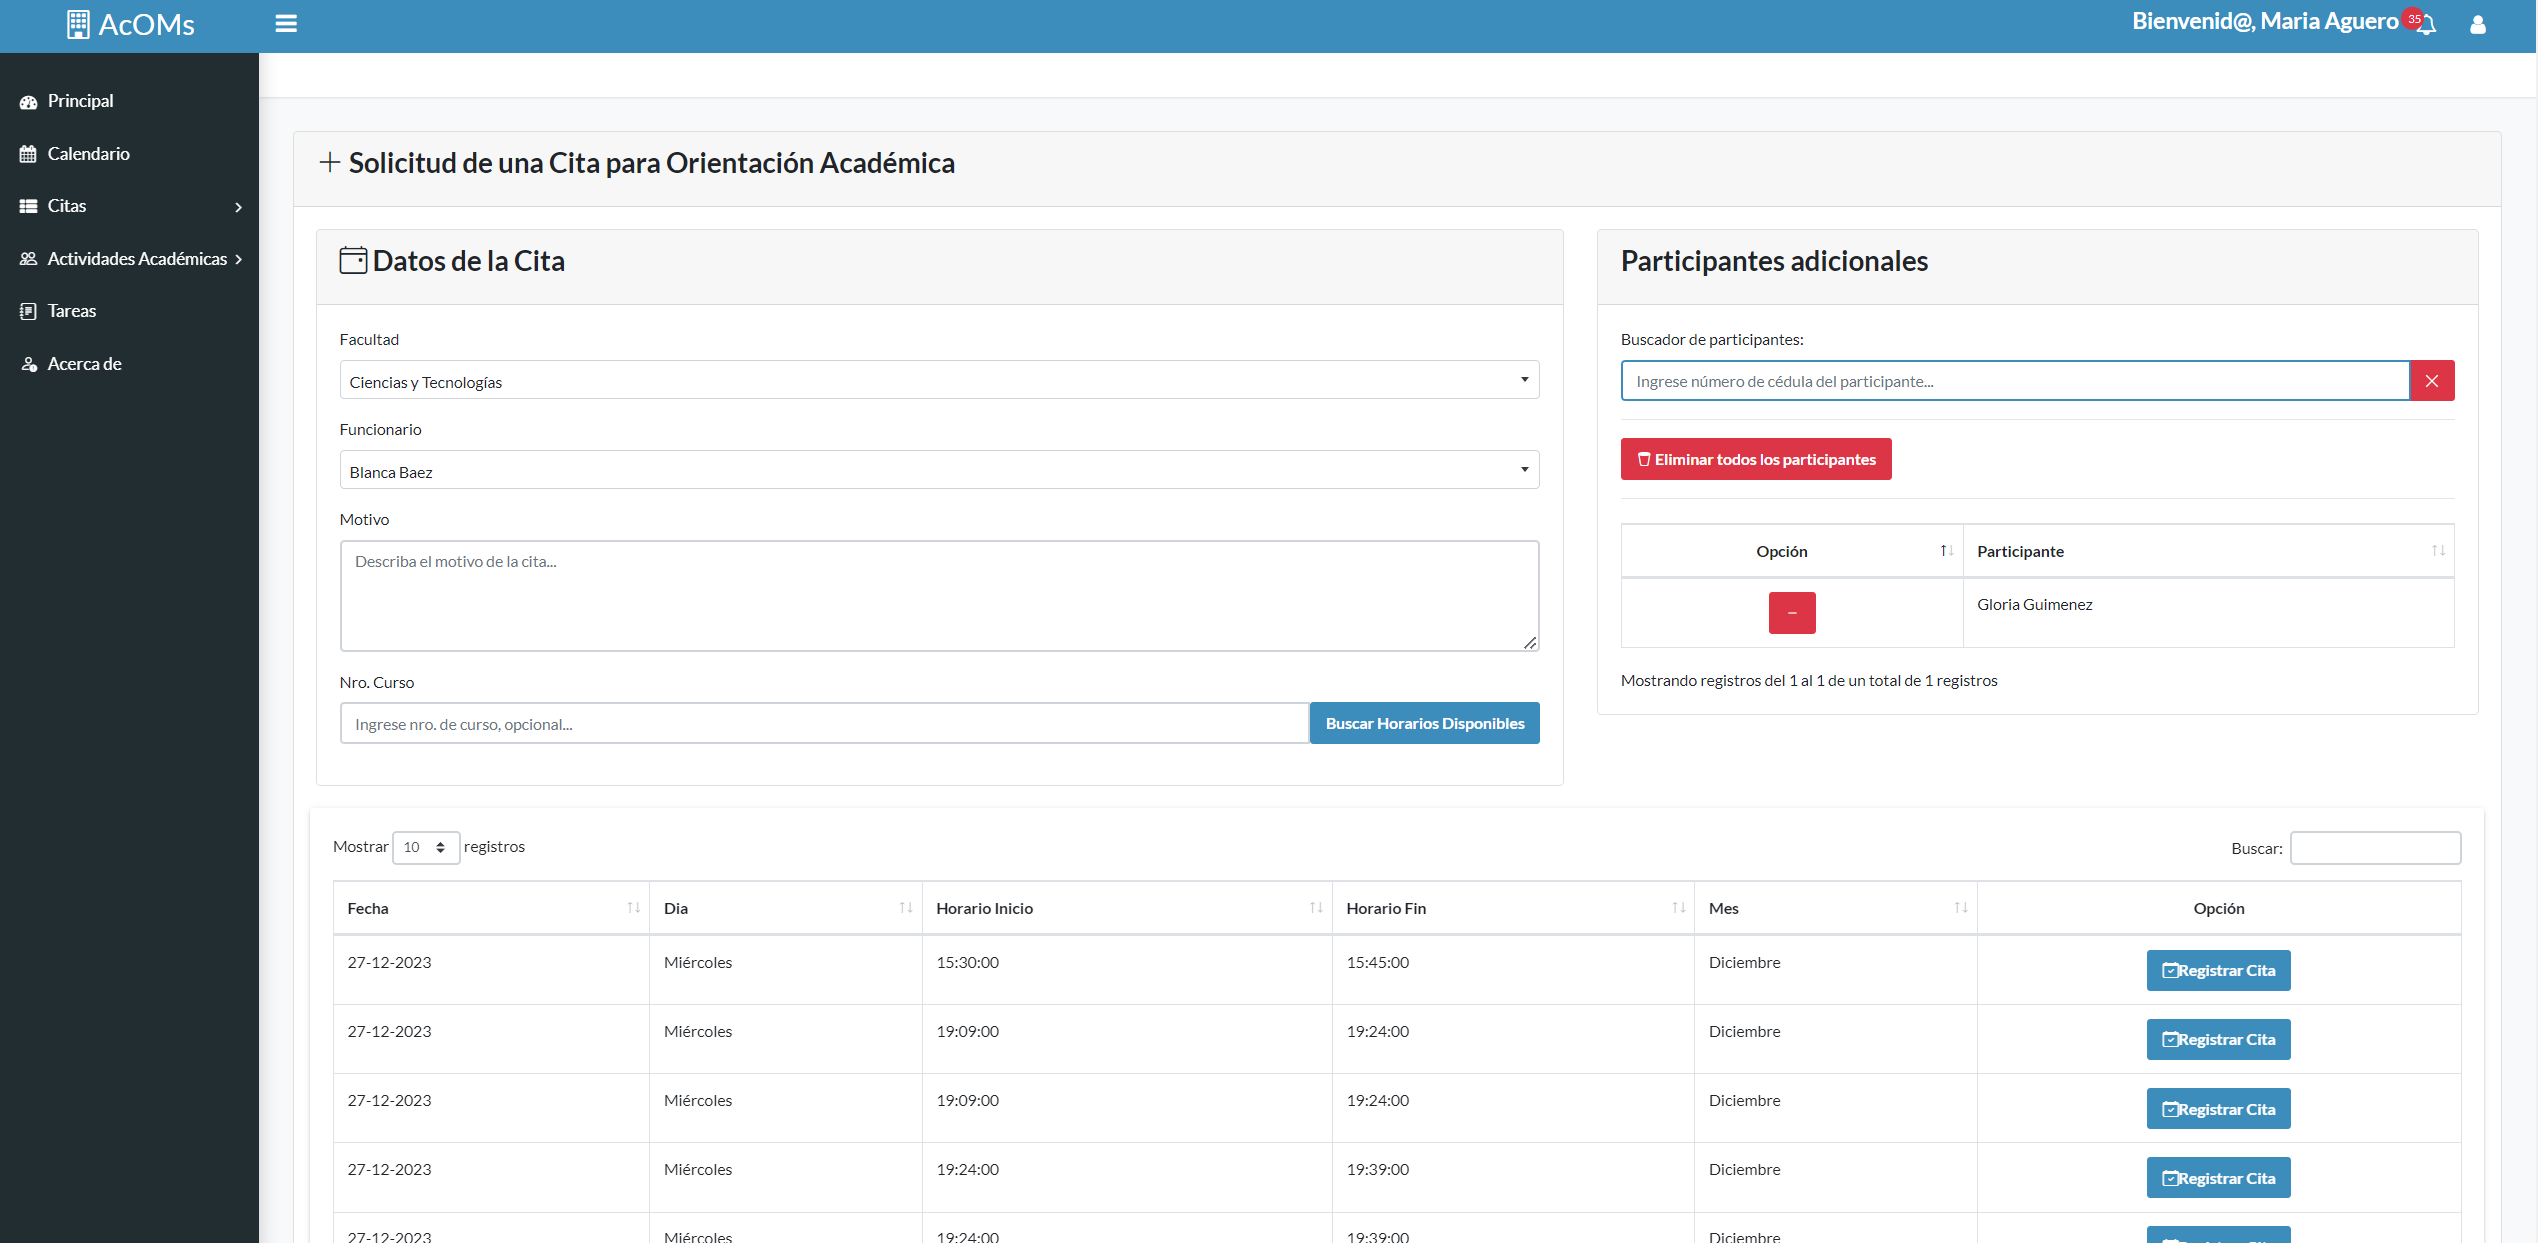 AcOMs
Bienvenid@, Maria Aguero 35
Principal
Calendario
Citas
Actividades Académicas
Tareas
Acerca de
Solicitud de una Cita para Orientación Académica
Datos de la Cita
Facultad
Ciencias y Tecnologías
Funcionario
Blanca Baez
Motivo
Describa el motivo de la cita...
Nro. Curso
Ingrese nro. de curso, opcional... Buscar Horarios Disponibles
Participantes adicionales
Buscador de participantes:
Ingrese número de cédula del participante...
Eliminar todos los participantes
Opción Participante
Gloria Guimenez
Mostrando registros del 1 al 1 de un total de 1 registros
Mostrar 10 registros Buscar:
Fecha Dia Horario Inicio Horario Fin Mes Opción
27-12-2023 Miércoles 15:30:00 15:45:00 Diciembre Registrar Cita
27-12-2023 Miércoles 19:09:00 19:24:00 Diciembre Registrar Cita
27-12-2023 Miércoles 19:09:00 19:24:00 Diciembre Registrar Cita
27-12-2023 Miércoles 19:24:00 19:39:00 Diciembre Registrar Cita
27-12-2023 Miércoles 19:24:00 19:39:00 Diciembre